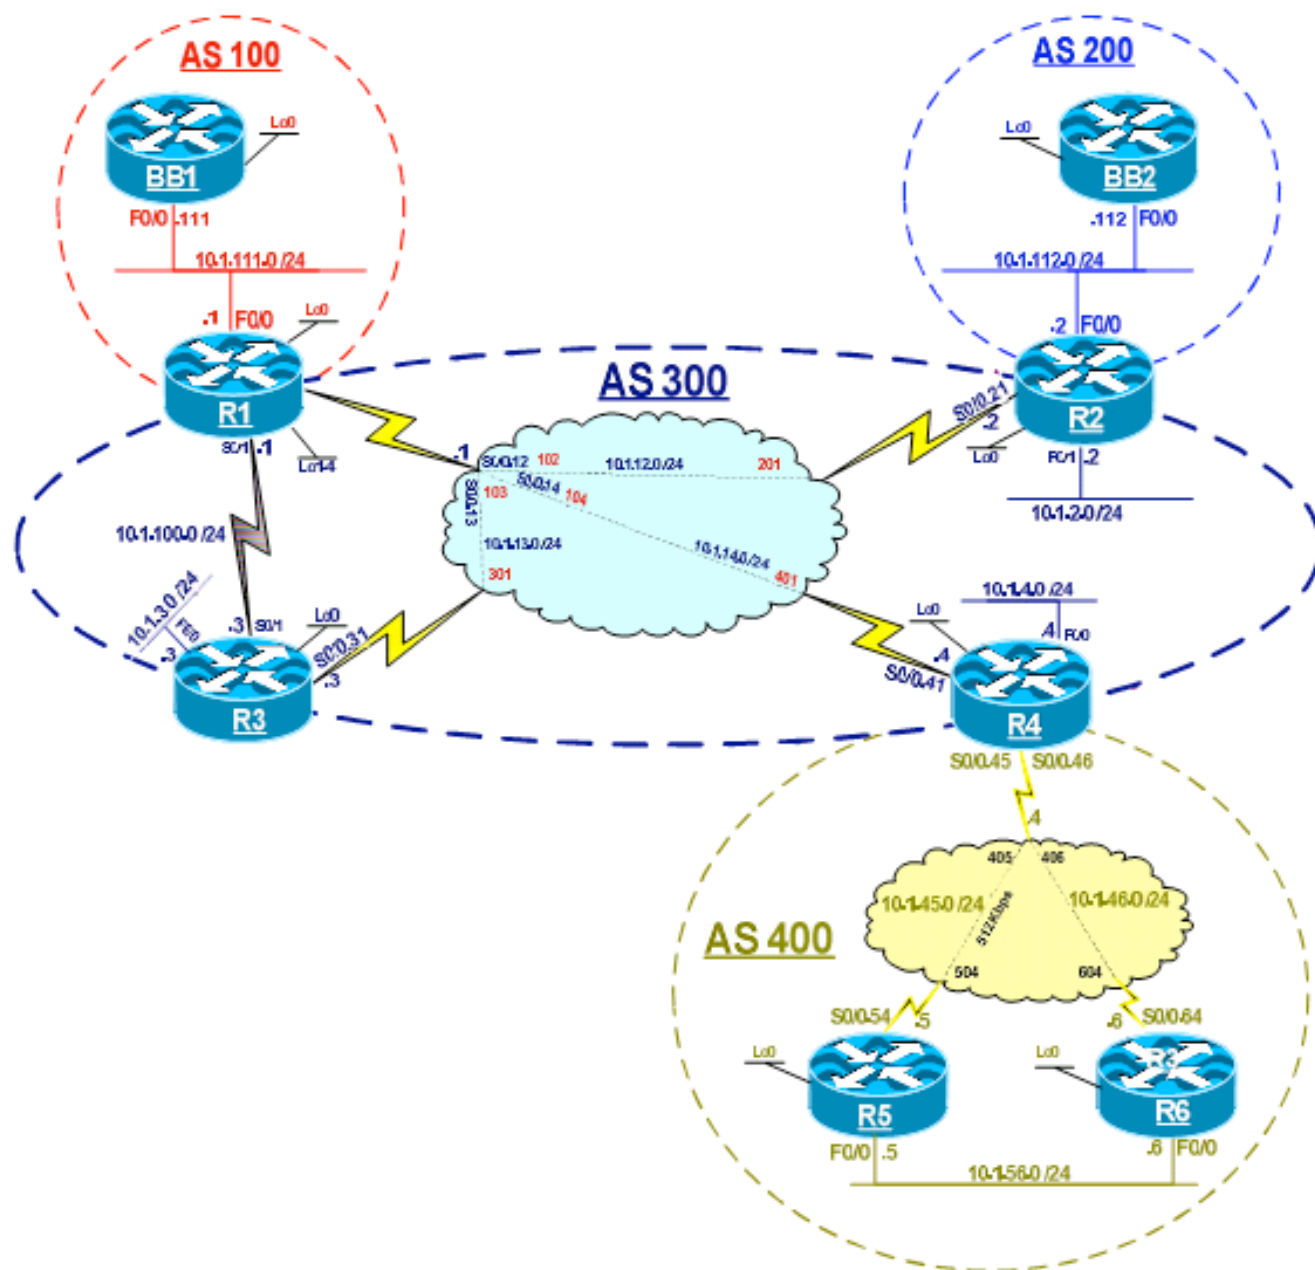 AS 100
AS 200
Lo0
Lo0
BB1
BB2
F0/0 .111
.112 F0/0
10.1.111.0 /24
10.1.112.0 /24
.1 F0/0
Lo0
.2 F0/0
AS 300
R1
R2
S0/0.21
.2
Lo0
S0/1 .1
Lo1-4
.1
S0/0.12 102
10.1.12.0/24
201
F0/1 .2
10.1.2.0/24
S0/0.13
103
S0/0.14 104
10.1.100.0 /24
10.1.13.0/24
10.1.14.0/24
301
401
10.1.3.0 /24
10.1.4.0 /24
.3 S0/1
Lo0
Lo0
.4 F0/0
.3
S0/0.31
.3
.4
S0/0.41
R3
R4
S0/0.45 S0/0.46
.4
405 406
10.1.45.0 /24
512Kbps
10.1.46.0 /24
AS 400
504
604
S0/0.54 .5
.6 S0/0.64
Lo0
Lo0
R3
R5
R6
F0/0 .5
.6 F0/0
10.1.56.0 /24